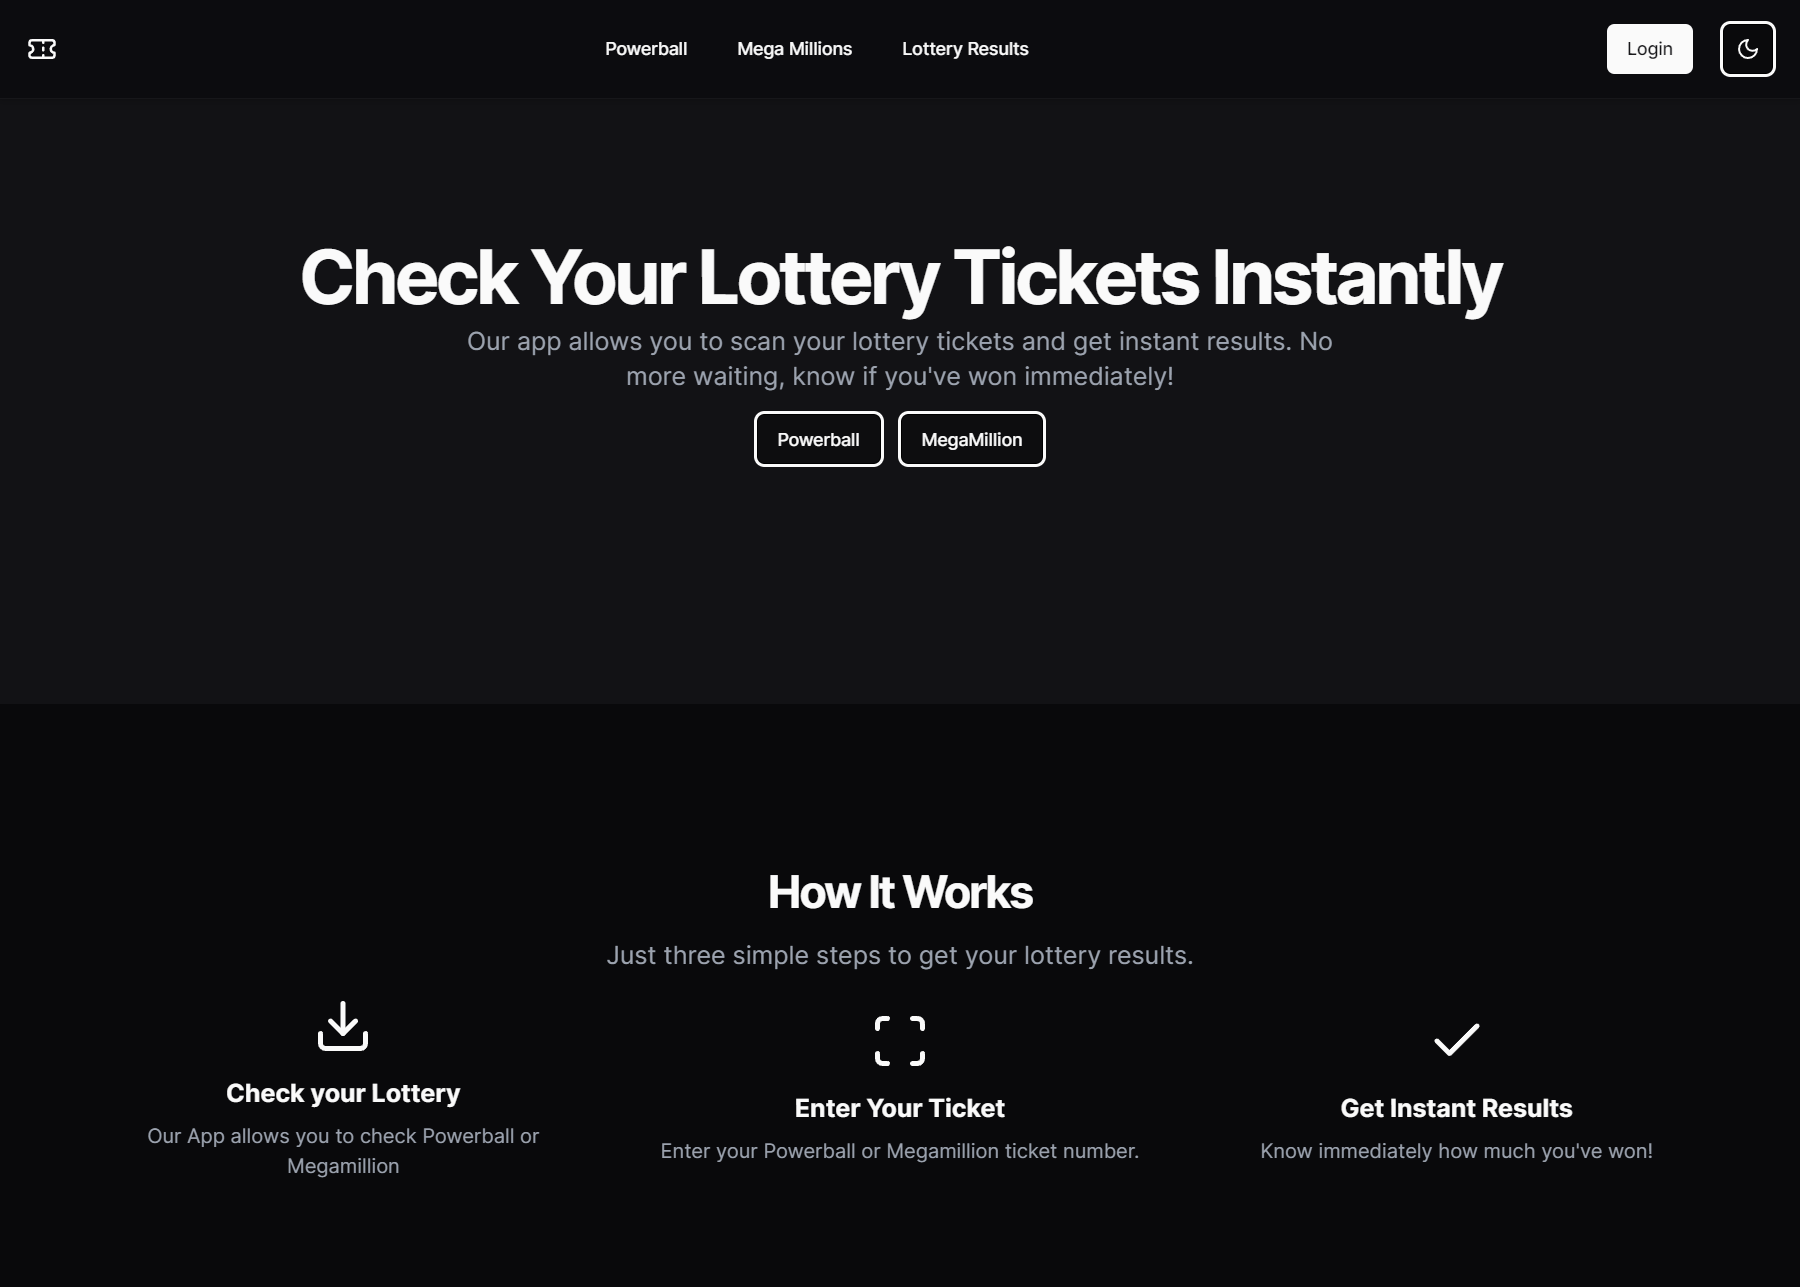 Powerball
Mega Millions
Lottery Results
Login
Check Your Lottery Tickets Instantly
Our app allows you to scan your lottery tickets and get instant results. No
more waiting, know if you've won immediately!
Powerball
MegaMillion
How It Works
Just three simple steps to get your lottery results.
Check your Lottery
Our App allows you to check Powerball or
Megamillion
Enter Your Ticket
Enter your Powerball or Megamillion ticket number.
Get Instant Results
Know immediately how much you've won!